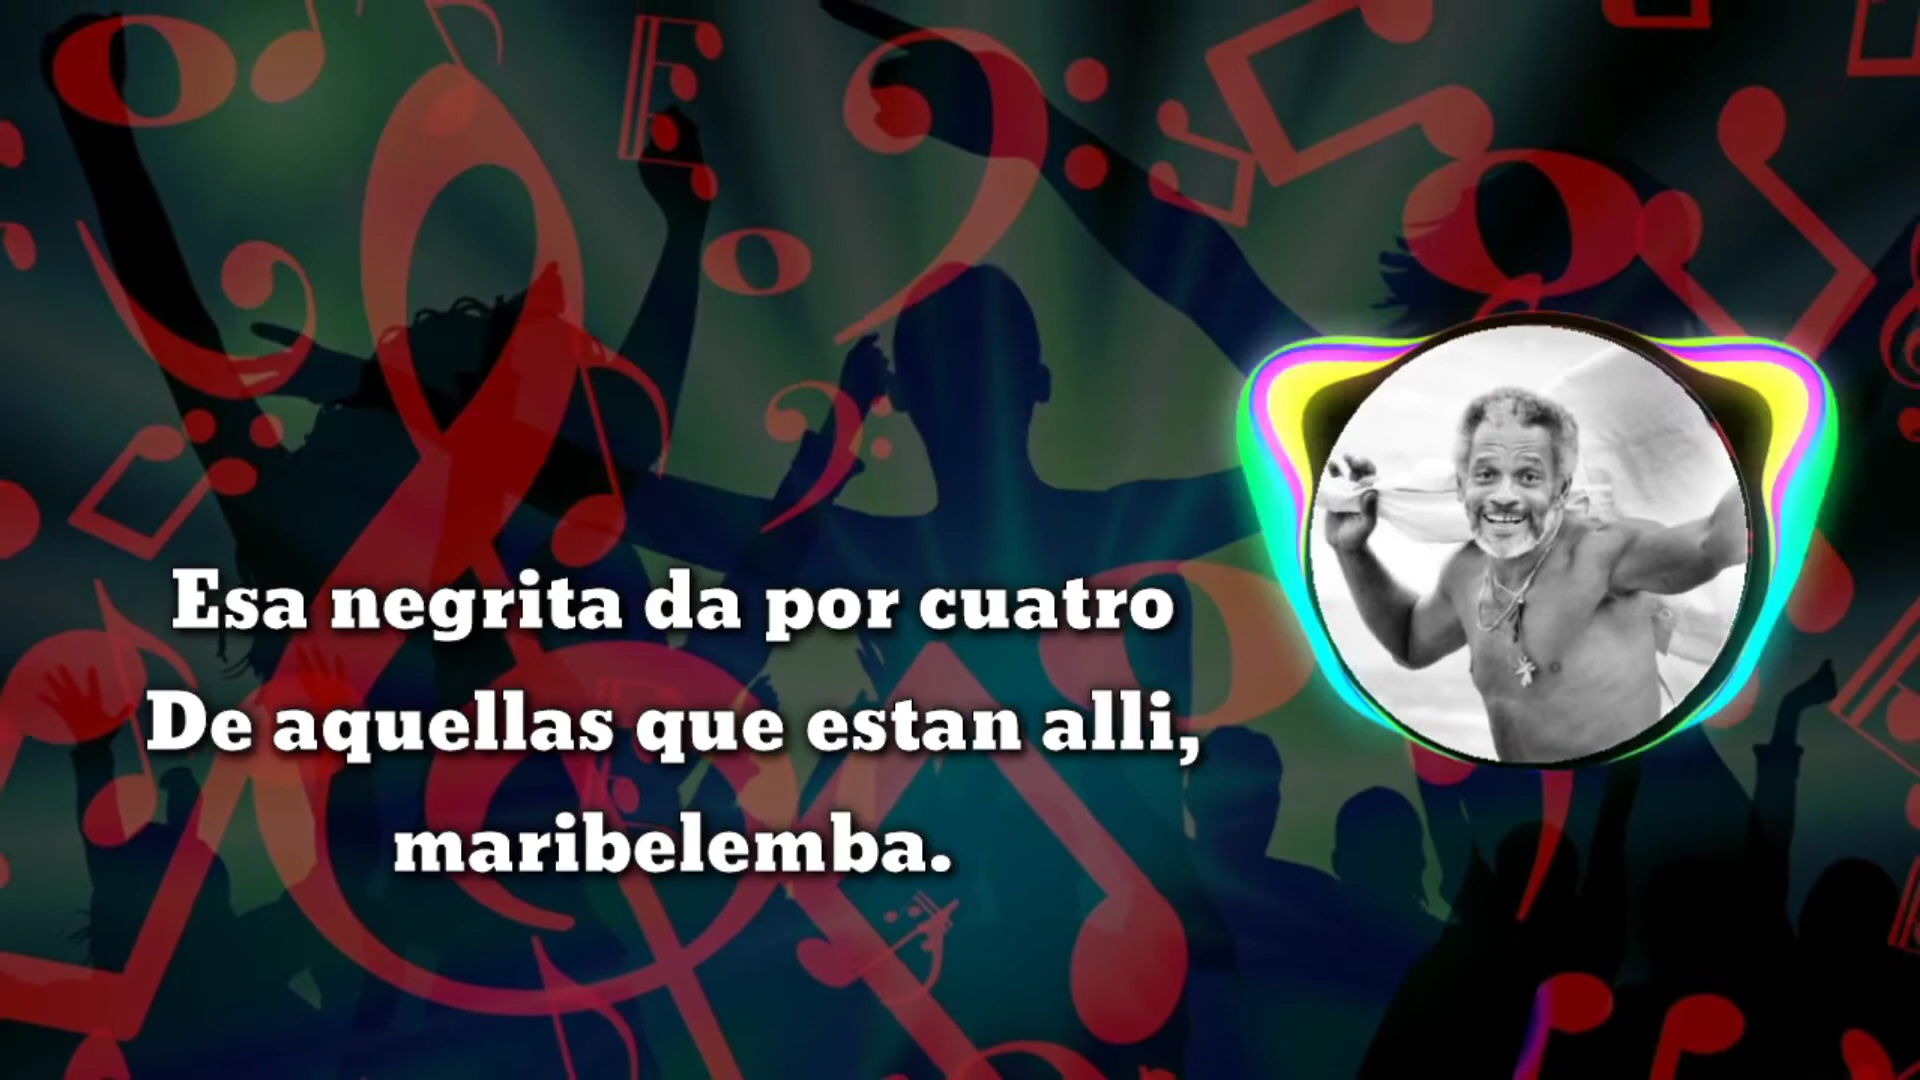 Esa negrita da por cuatro
De aquellas que estan alli,
maribelemba.